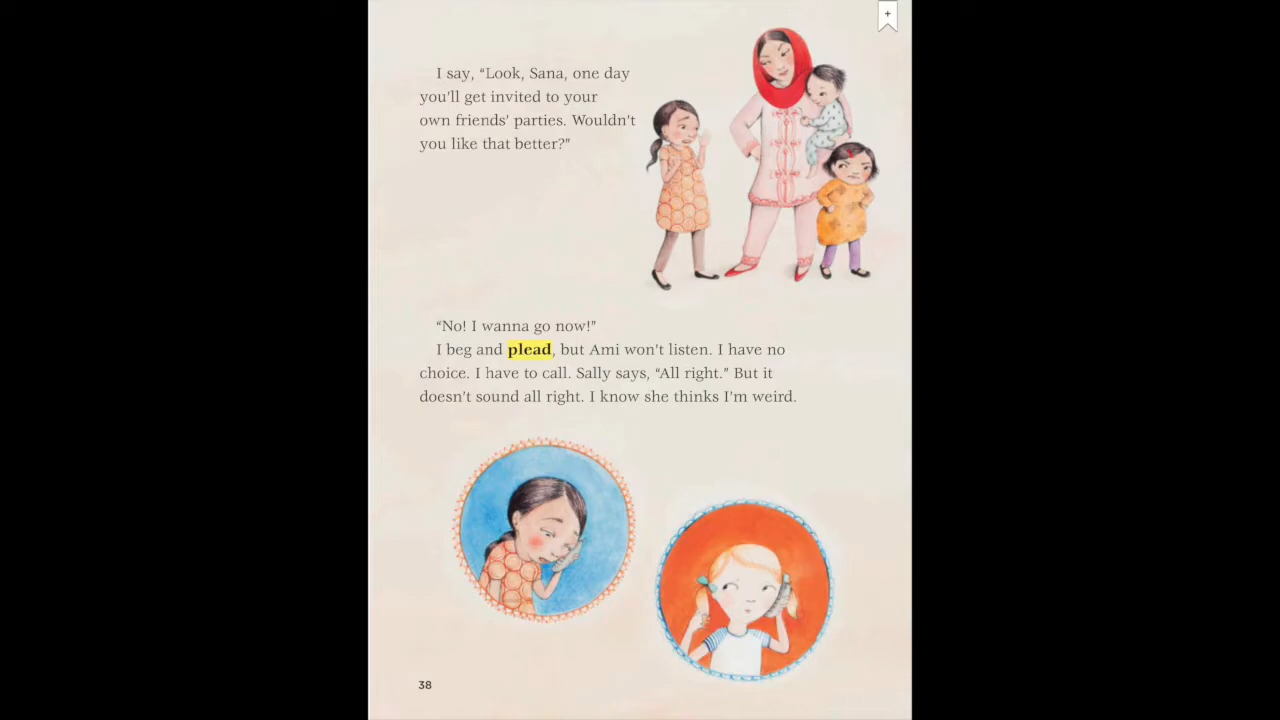 I say, “Look, Sana, one day
you’ll get invited to your
own friends’ parties. Wouldn’t
you like that better?”
“No! I wanna go now!”
I beg and plead, but Ami won’t listen. I have no
choice. I have to call. Sally says, “All right.” But it
doesn’t sound all right. I know she thinks I’m weird.
38